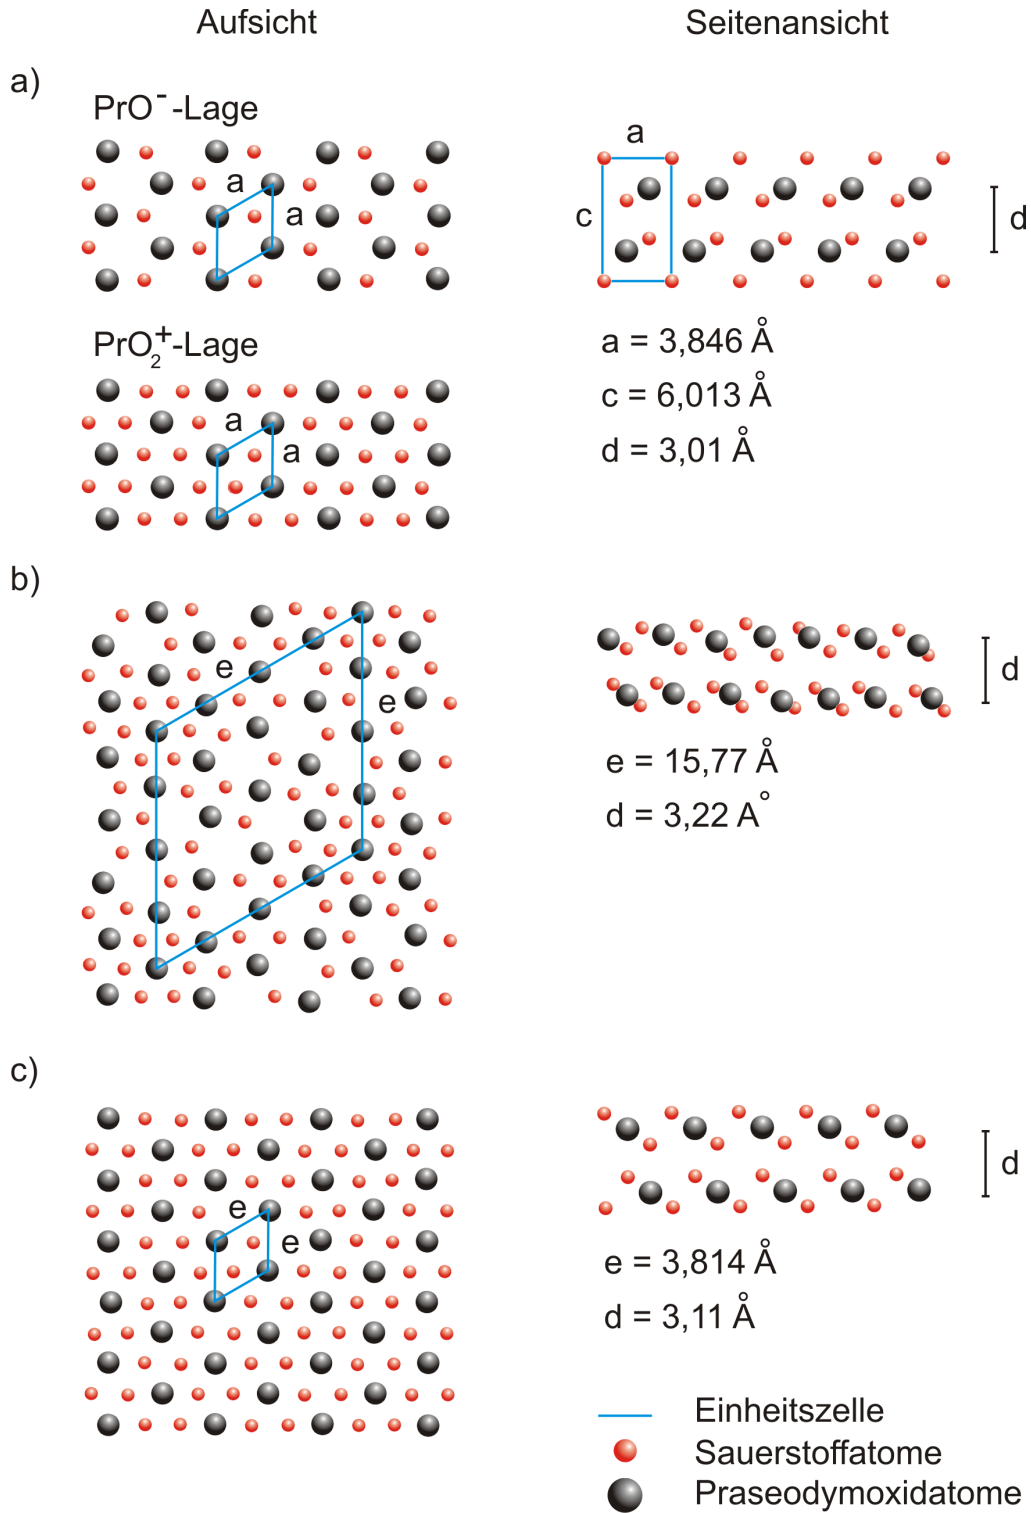 Aufsicht
Seitenansicht
a)
PrO⁻-Lage
a
a
a
c
d
PrO₂⁺-Lage
a
a
a = 3,846 Å
c = 6,013 Å
d = 3,01 Å
b)
e
e
d
e = 15,77 Å
d = 3,22 A°
c)
e
e
d
e = 3,814 Å
d = 3,11 Å
Einheitszelle
Sauerstoffatome
Praseodymoxidatome